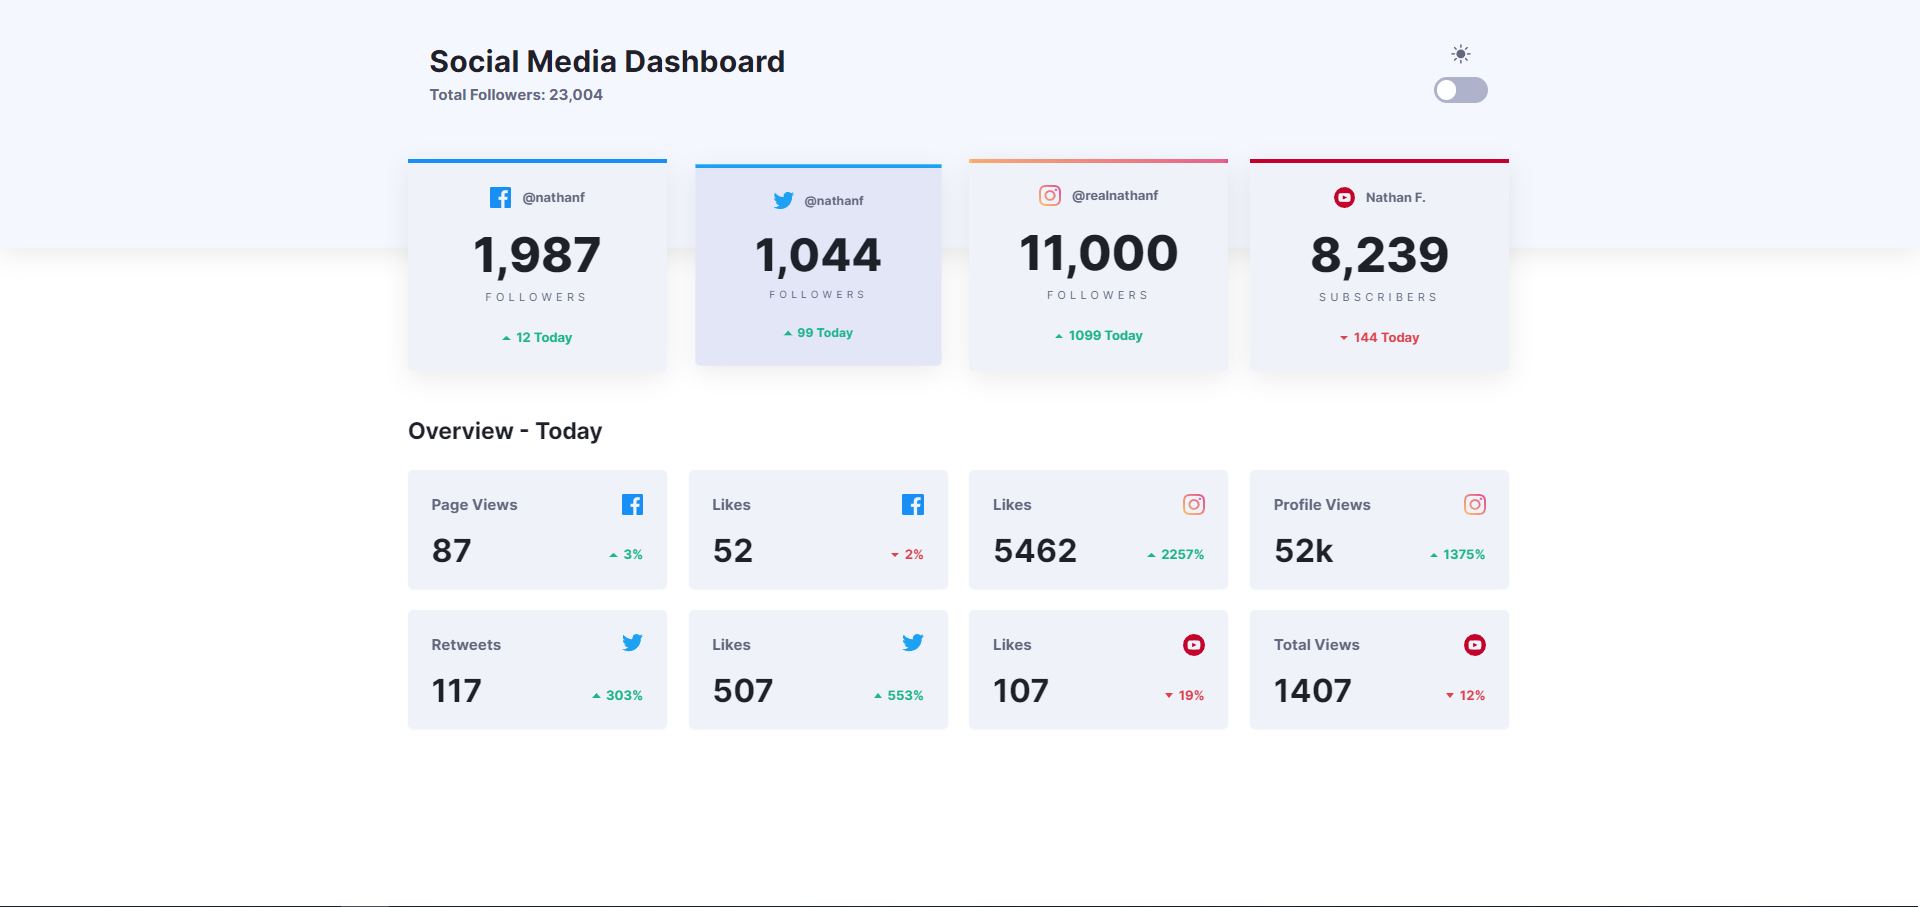 Social Media Dashboard
Total Followers: 23,004
@nathanf
1,987
FOLLOWERS
12 Today
@nathanf
1,044
FOLLOWERS
99 Today
@realnathanf
11,000
FOLLOWERS
1099 Today
Nathan F.
8,239
SUBSCRIBERS
144 Today
Overview - Today
Page Views
87
3%
Likes
52
2%
Likes
5462
2257%
Profile Views
52k
1375%
Retweets
117
303%
Likes
507
553%
Likes
107
19%
Total Views
1407
12%